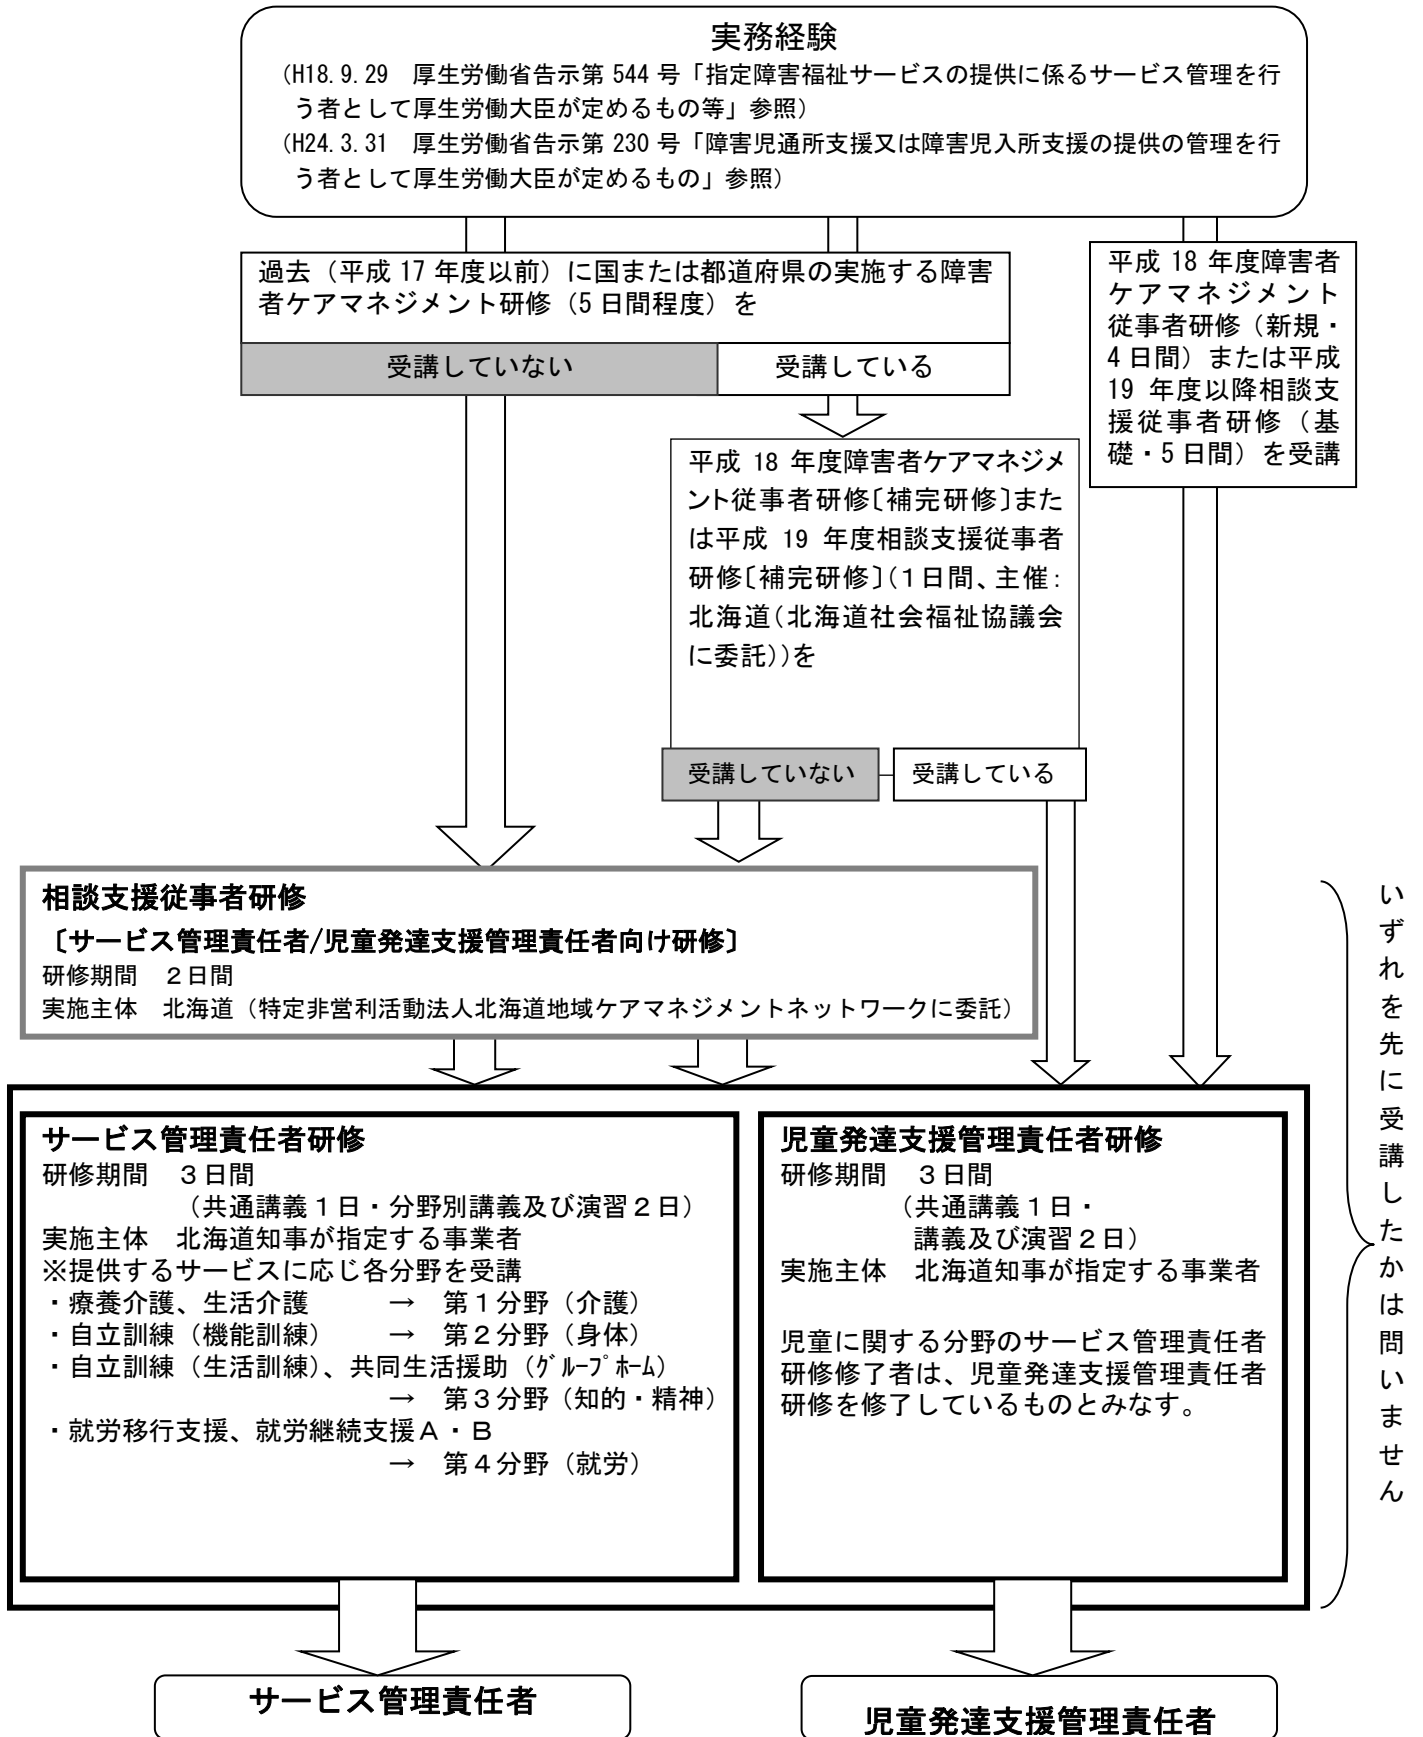 実務経験
(H18.9.29　厚生労働省告示第 544 号「指定障害福祉サービスの提供に係るサービス管理を行
う者として厚生労働大臣が定めるもの等」参照)
(H24.3.31　厚生労働省告示第 230 号「障害児通所支援又は障害児入所支援の提供の管理を行
う者として厚生労働大臣が定めるもの」参照)
過去（平成 17 年度以前）に国または都道府県の実施する障害
者ケアマネジメント研修（5 日間程度）を
受講していない
受講している
平成 18 年度障害者
ケアマネジメント
従事者研修（新規・
4 日間）または平成
19 年度以降相談支
援従事者研修（基
礎・5 日間）を受講
平成 18 年度障害者ケアマネジメ
ント従事者研修〔補完研修〕また
は平成 19 年度相談支援従事者
研修〔補完研修〕(１日間、主催：
北海道(北海道社会福祉協議会
に委託))を
受講していない
受講している
相談支援従事者研修
〔サービス管理責任者/児童発達支援管理責任者向け研修〕
研修期間　２日間
実施主体　北海道（特定非営利活動法人北海道地域ケアマネジメントネットワークに委託）
サービス管理責任者研修
研修期間　３日間
（共通講義１日・分野別講義及び演習２日）
実施主体　北海道知事が指定する事業者
※提供するサービスに応じ各分野を受講
・療養介護、生活介護　　　→　第１分野（介護）
・自立訓練（機能訓練）　　→　第２分野（身体）
・自立訓練（生活訓練）、共同生活援助（ｸﾞﾙｰﾌﾟﾎｰﾑ）
→　第３分野（知的・精神）
・就労移行支援、就労継続支援Ａ・Ｂ
→　第４分野（就労）
児童発達支援管理責任者研修
研修期間　３日間
（共通講義１日・
講義及び演習２日）
実施主体　北海道知事が指定する事業者
児童に関する分野のサービス管理責任者
研修修了者は、児童発達支援管理責任者
研修を修了しているものとみなす。
いずれを先に受講したかは問いません
サービス管理責任者
児童発達支援管理責任者